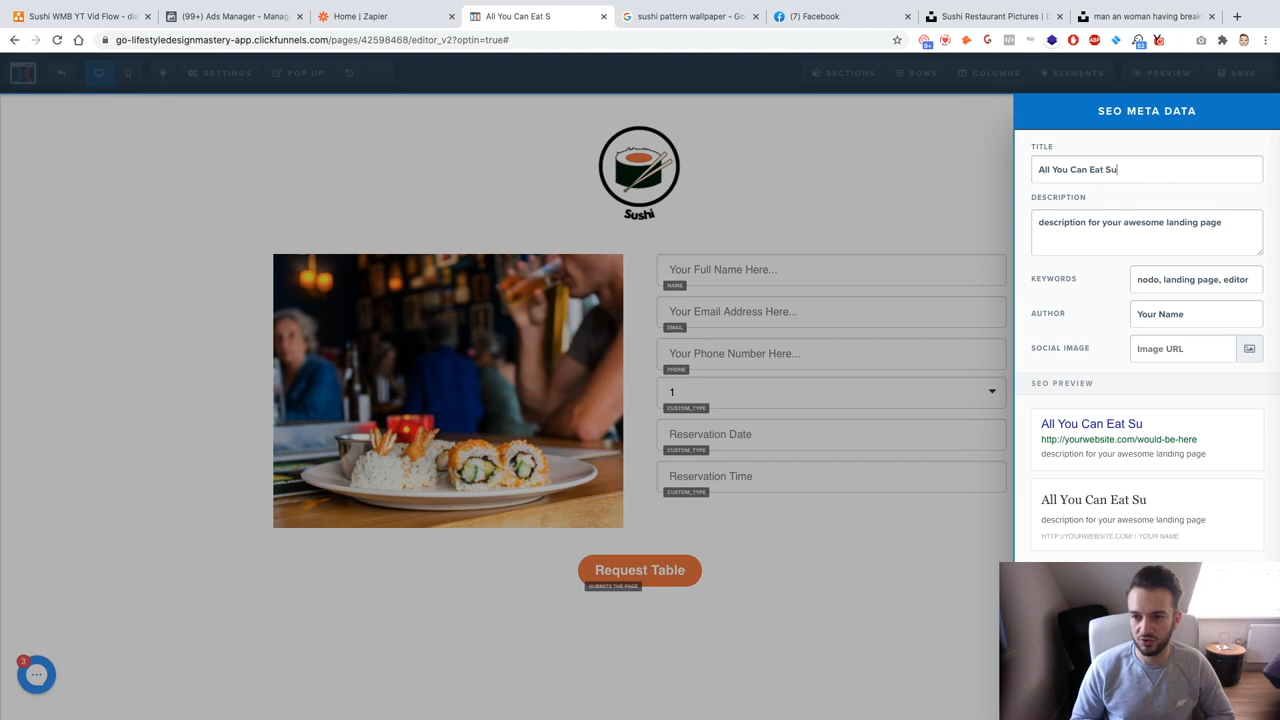 Sushi WMB YT Vid Flow - dia
(99+) Ads Manager - Manag
Home | Zapier
All You Can Eat S
sushi pattern wallpaper - Go
(7) Facebook
Sushi Restaurant Pictures | D
man an woman having break
go-lifestyledesignmastery-app.clickfunnels.com/pages/42598468/editor_v2?optin=true#
9+
ABP
52
SETTINGS
POP UP
SECTIONS
ROWS
COLUMNS
ELEMENTS
PREVIEW
SAVE
Sushi
Your Full Name Here...
NAME
Your Email Address Here...
EMAIL
Your Phone Number Here...
PHONE
1
CUSTOM_TYPE
Reservation Date
CUSTOM_TYPE
Reservation Time
CUSTOM_TYPE
Request Table
SUBMITS THE PAGE
3
SEO META DATA
TITLE
All You Can Eat Su
DESCRIPTION
description for your awesome landing page
KEYWORDS
nodo, landing page, editor
AUTHOR
Your Name
SOCIAL IMAGE
Image URL
SEO PREVIEW
All You Can Eat Su
http://yourwebsite.com/would-be-here
description for your awesome landing page
All You Can Eat Su
description for your awesome landing page
HTTP://YOURWEBSITE.COM/ | YOUR NAME